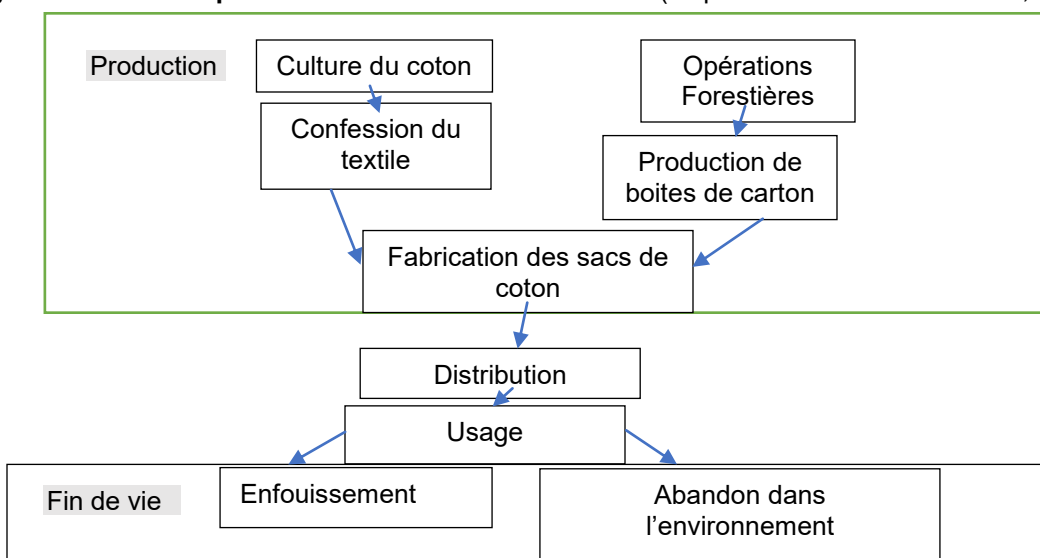 Production
Culture du coton
Opérations
Forestières
Confession du
textile
Production de
boites de carton
Fabrication des sacs de
coton
Distribution
Usage
Fin de vie
Enfouissement
Abandon dans
l’environnement